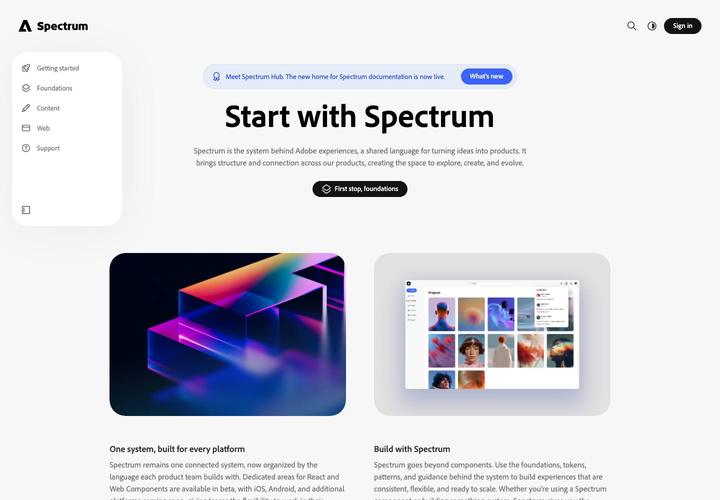 Spectrum
Sign in
Getting started
Foundations
Content
Web
Support
Meet Spectrum Hub. The new home for Spectrum documentation is now live.
What's new
Start with Spectrum
Spectrum is the system behind Adobe experiences, a shared language for turning ideas into products. It
brings structure and connection across our products, creating the space to explore, create, and evolve.
First stop, foundations
Projects
One system, built for every platform
Spectrum remains one connected system, now organized by the
language each product team builds with. Dedicated areas for React and
Web Components are available in beta, with iOS, Android, and additional
Build with Spectrum
Spectrum goes beyond components. Use the foundations, tokens,
patterns, and guidance behind the system to build experiences that are
consistent, flexible, and ready to scale. Whether you're using a Spectrum